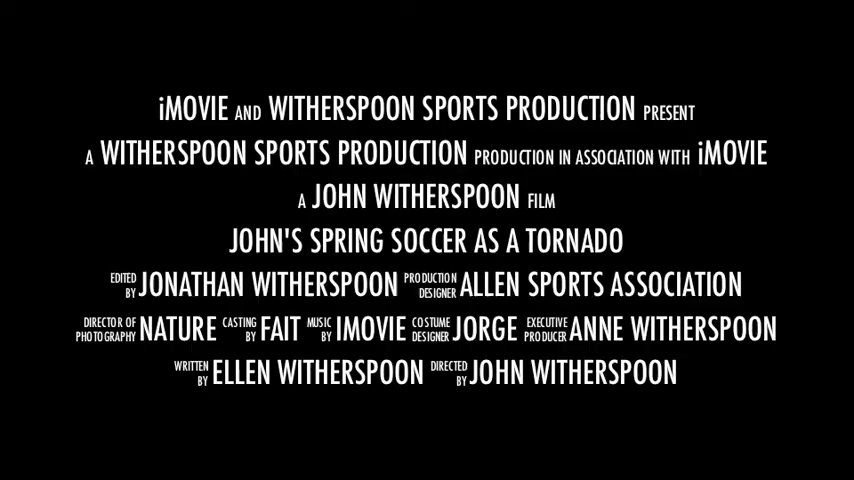 iMOVIE AND WITHERSPOON SPORTS PRODUCTION PRESENT
A WITHERSPOON SPORTS PRODUCTION PRODUCTION IN ASSOCIATION WITH iMOVIE
A JOHN WITHERSPOON FILM
JOHN'S SPRING SOCCER AS A TORNADO
EDITED BY JONATHAN WITHERSPOON PRODUCTION DESIGNER ALLEN SPORTS ASSOCIATION
DIRECTOR OF PHOTOGRAPHY NATURE CASTING BY FAIT MUSIC BY IMOVIE COSTUME DESIGNER JORGE EXECUTIVE PRODUCER ANNE WITHERSPOON
WRITTEN BY ELLEN WITHERSPOON DIRECTED BY JOHN WITHERSPOON